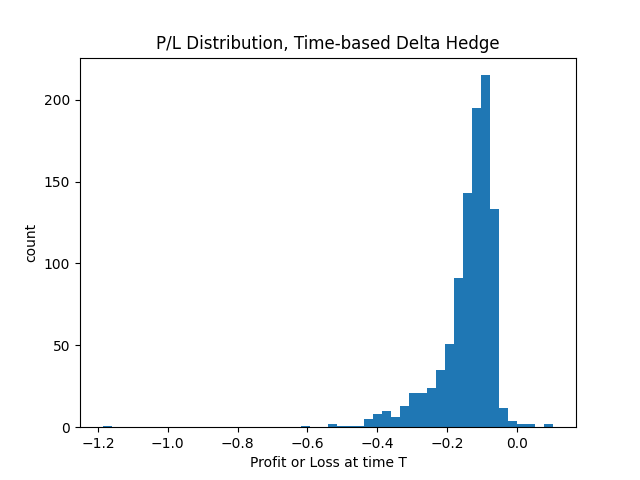 P/L Distribution, Time-based Delta Hedge
200
150
100
50
0
count
−1.2 −1.0 −0.8 −0.6 −0.4 −0.2 0.0
Profit or Loss at time T